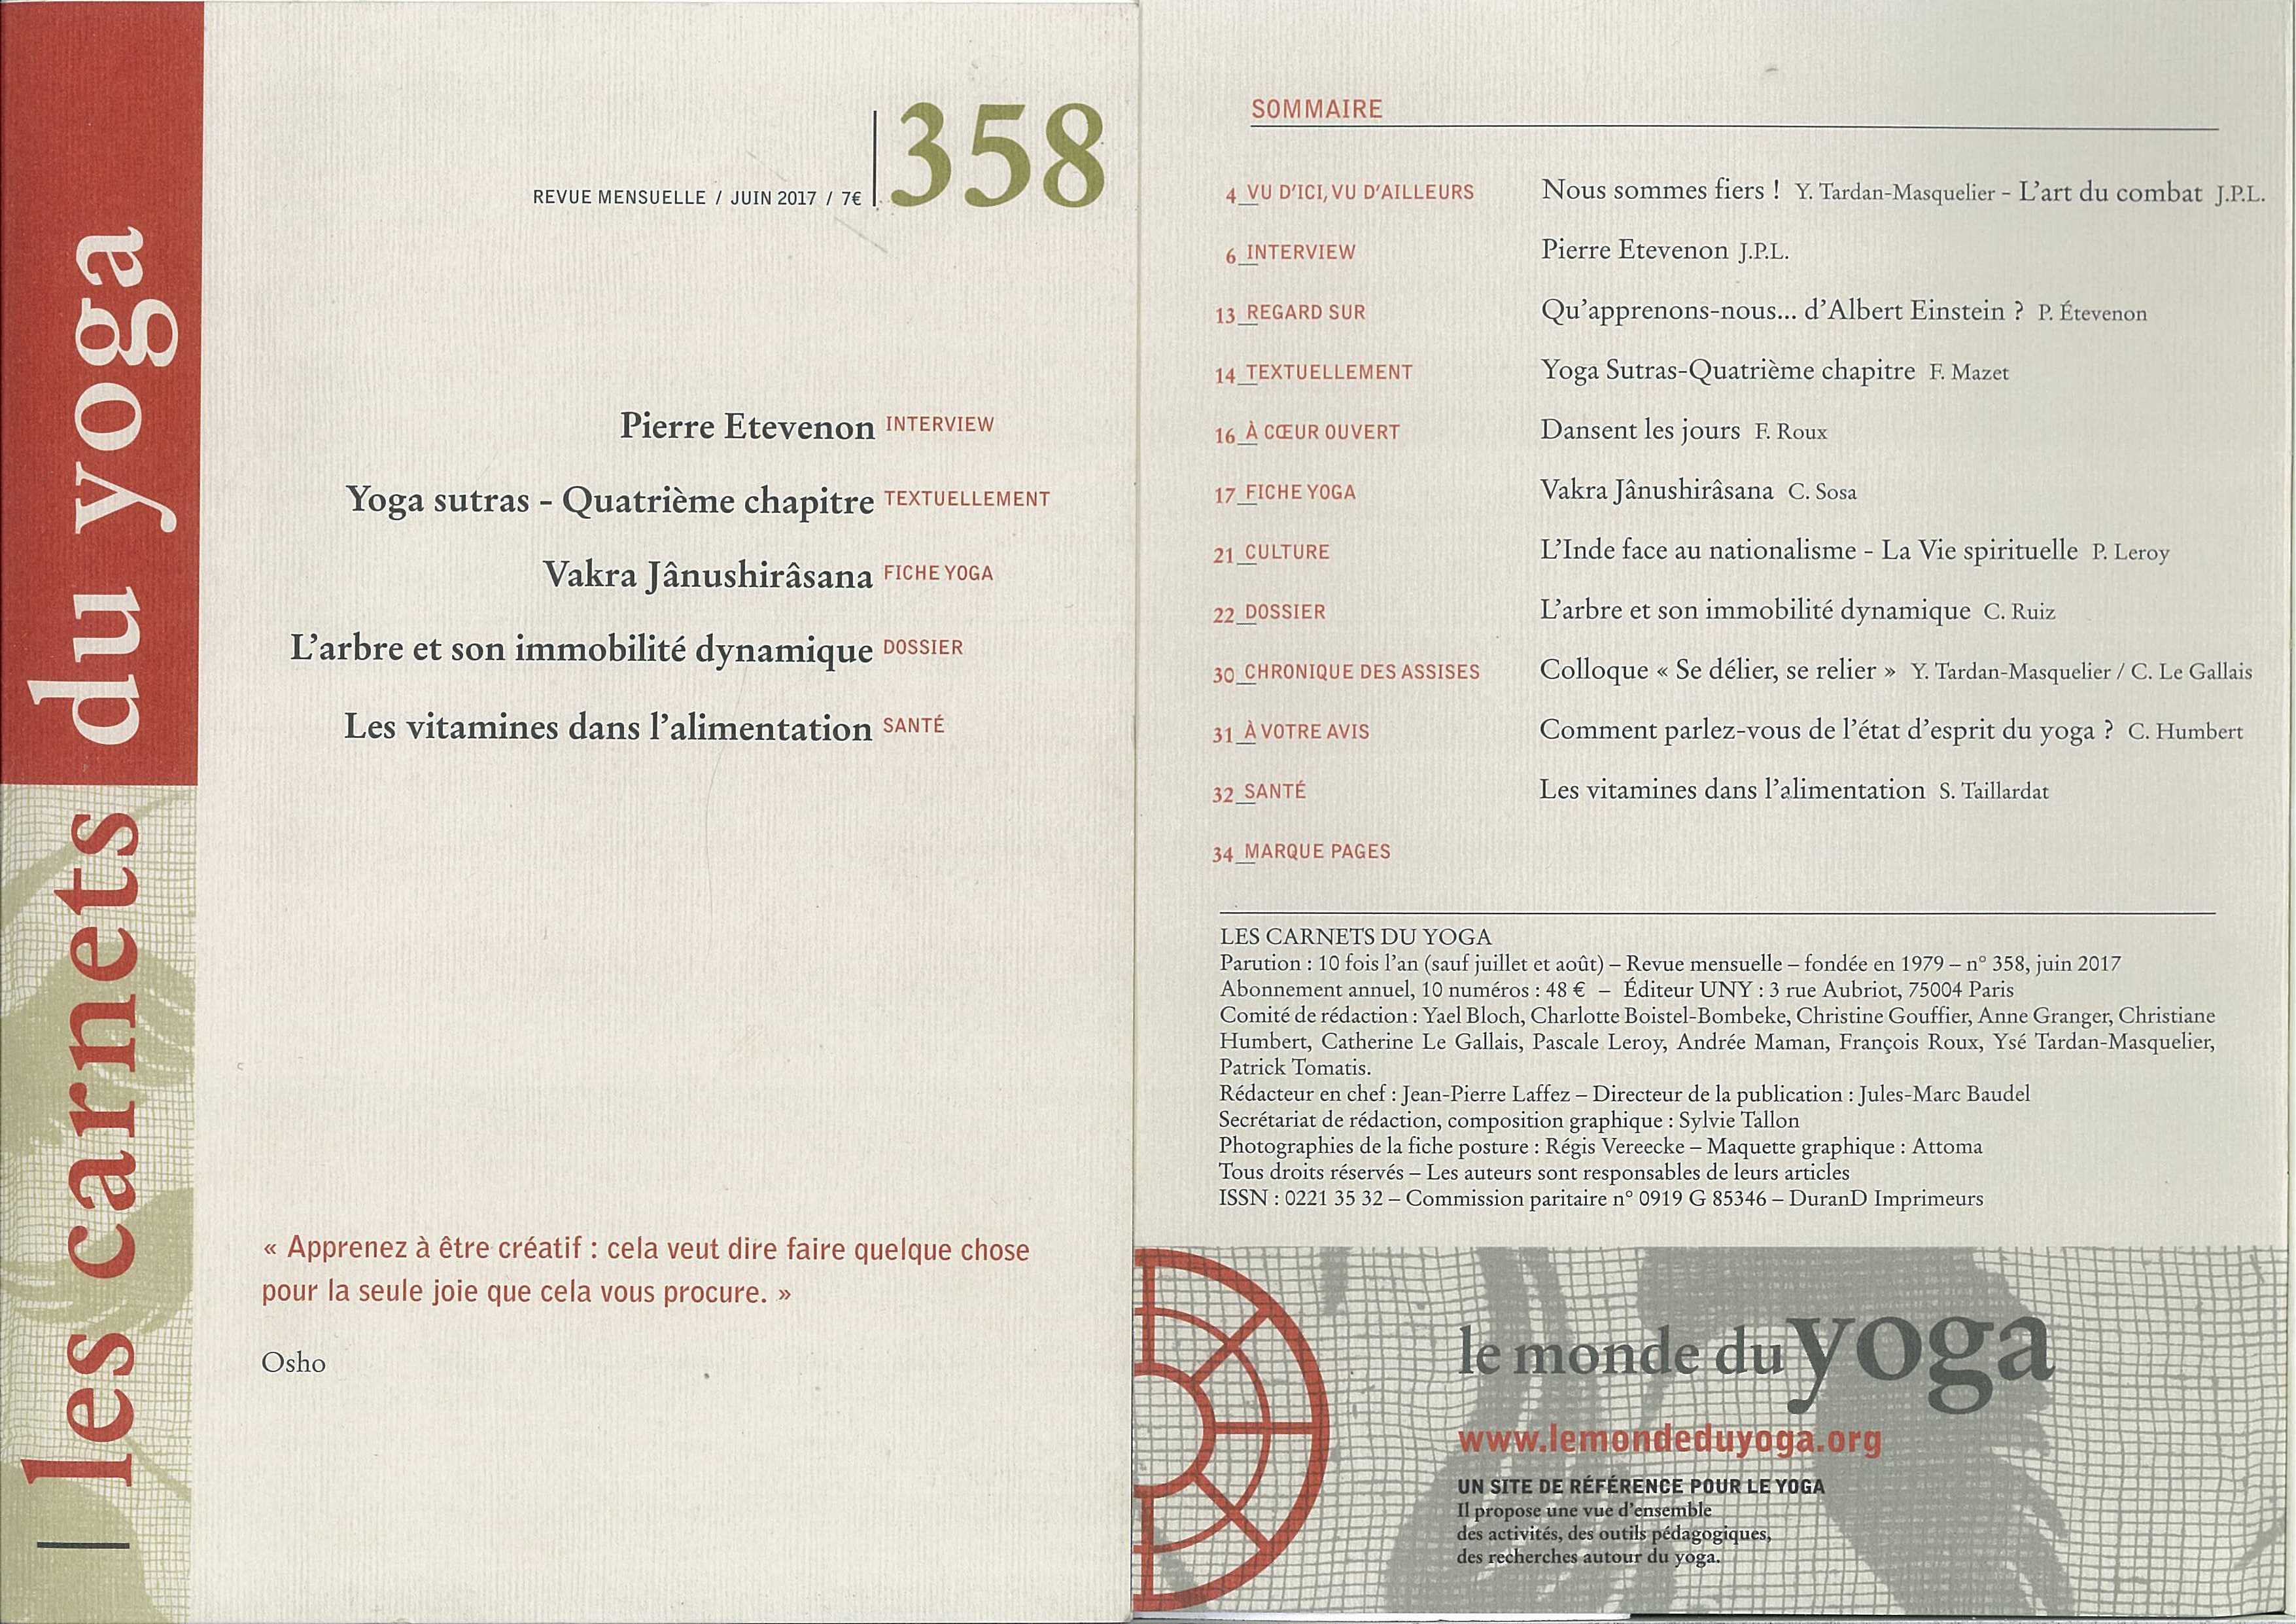 les carnets du yoga
REVUE MENSUELLE / JUIN 2017 / 7€ 358
Pierre Etevenon INTERVIEW
Yoga sutras - Quatrième chapitre TEXTUELLEMENT
Vakra Jânushirâsana FICHE YOGA
L'arbre et son immobilité dynamique DOSSIER
Les vitamines dans l'alimentation SANTÉ
« Apprenez à être créatif : cela veut dire faire quelque chose
pour la seule joie que cela vous procure. »
Osho
SOMMAIRE
4_VU D'ICI, VU D'AILLEURS Nous sommes fiers ! Y. Tardan-Masquelier - L'art du combat J.P.L.
6_INTERVIEW Pierre Etevenon J.P.L.
13_REGARD SUR Qu'apprenons-nous... d'Albert Einstein ? P. Étevenon
14_TEXTUELLEMENT Yoga Sutras-Quatrième chapitre F. Mazet
16_À CŒUR OUVERT Dansent les jours F. Roux
17_FICHE YOGA Vakra Jânushirâsana C. Sosa
21_CULTURE L'Inde face au nationalisme - La Vie spirituelle P. Leroy
22_DOSSIER L'arbre et son immobilité dynamique C. Ruiz
30_CHRONIQUE DES ASSISES Colloque « Se délier, se relier » Y. Tardan-Masquelier / C. Le Gallais
31_À VOTRE AVIS Comment parlez-vous de l'état d'esprit du yoga ? C. Humbert
32_SANTÉ Les vitamines dans l'alimentation S. Taillardat
34_MARQUE PAGES
LES CARNETS DU YOGA
Parution : 10 fois l'an (sauf juillet et août) – Revue mensuelle – fondée en 1979 – n° 358, juin 2017
Abonnement annuel, 10 numéros : 48 € – Éditeur UNY : 3 rue Aubriot, 75004 Paris
Comité de rédaction : Yael Bloch, Charlotte Boistel-Bombeke, Christine Gouffier, Anne Granger, Christiane
Humbert, Catherine Le Gallais, Pascale Leroy, Andrée Maman, François Roux, Ysé Tardan-Masquelier,
Patrick Tomatis.
Rédacteur en chef : Jean-Pierre Laffez – Directeur de la publication : Jules-Marc Baudel
Secrétariat de rédaction, composition graphique : Sylvie Tallon
Photographies de la fiche posture : Régis Vereecke – Maquette graphique : Attoma
Tous droits réservés – Les auteurs sont responsables de leurs articles
ISSN : 0221 35 32 – Commission paritaire n° 0919 G 85346 – DuranD Imprimeurs
le monde du yoga
www.lemondeduyoga.org
UN SITE DE RÉFÉRENCE POUR LE YOGA
Il propose une vue d'ensemble
des activités, des outils pédagogiques,
des recherches autour du yoga.